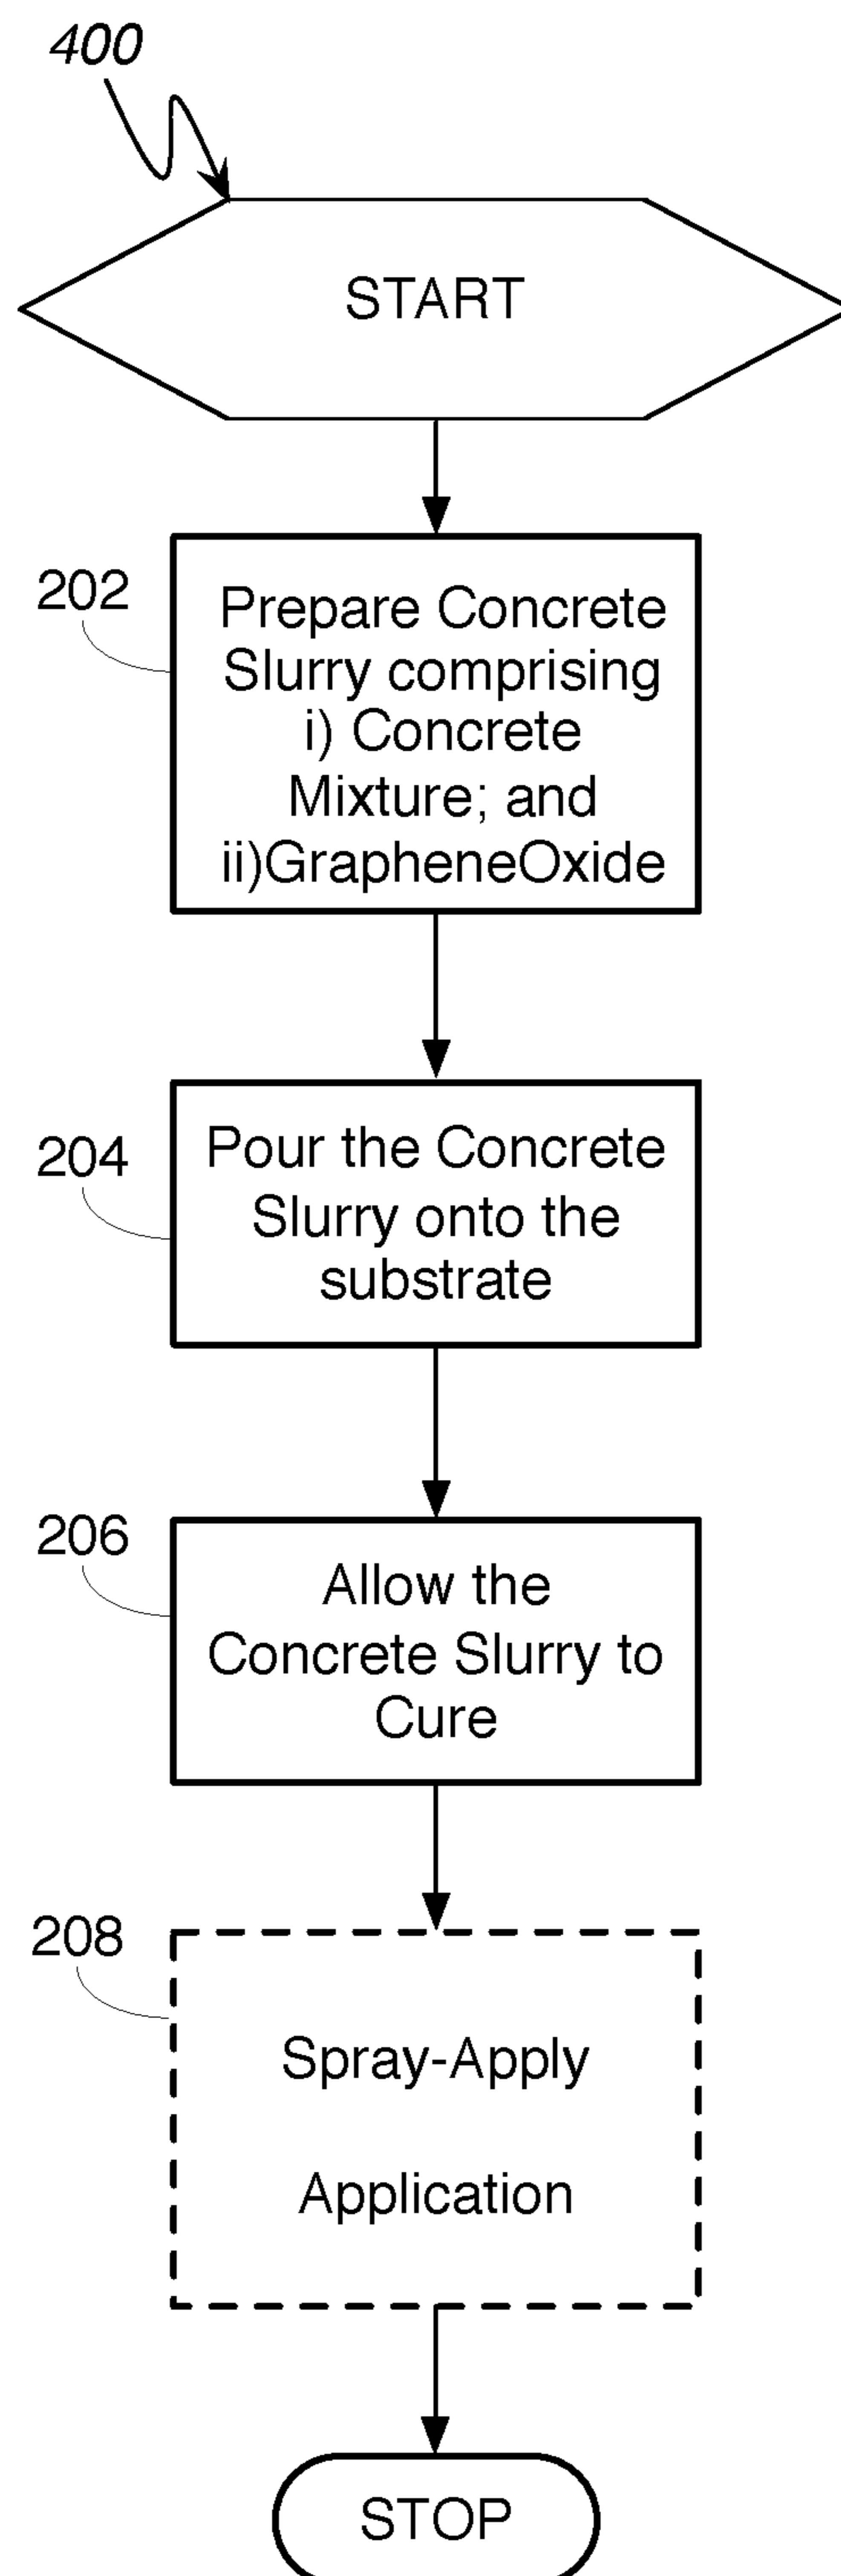 400
START
202
Prepare Concrete
Slurry comprising
i) Concrete
Mixture; and
ii)GrapheneOxide
204
Pour the Concrete
Slurry onto the
substrate
206
Allow the
Concrete Slurry to
Cure
208
Spray-Apply
Application
STOP